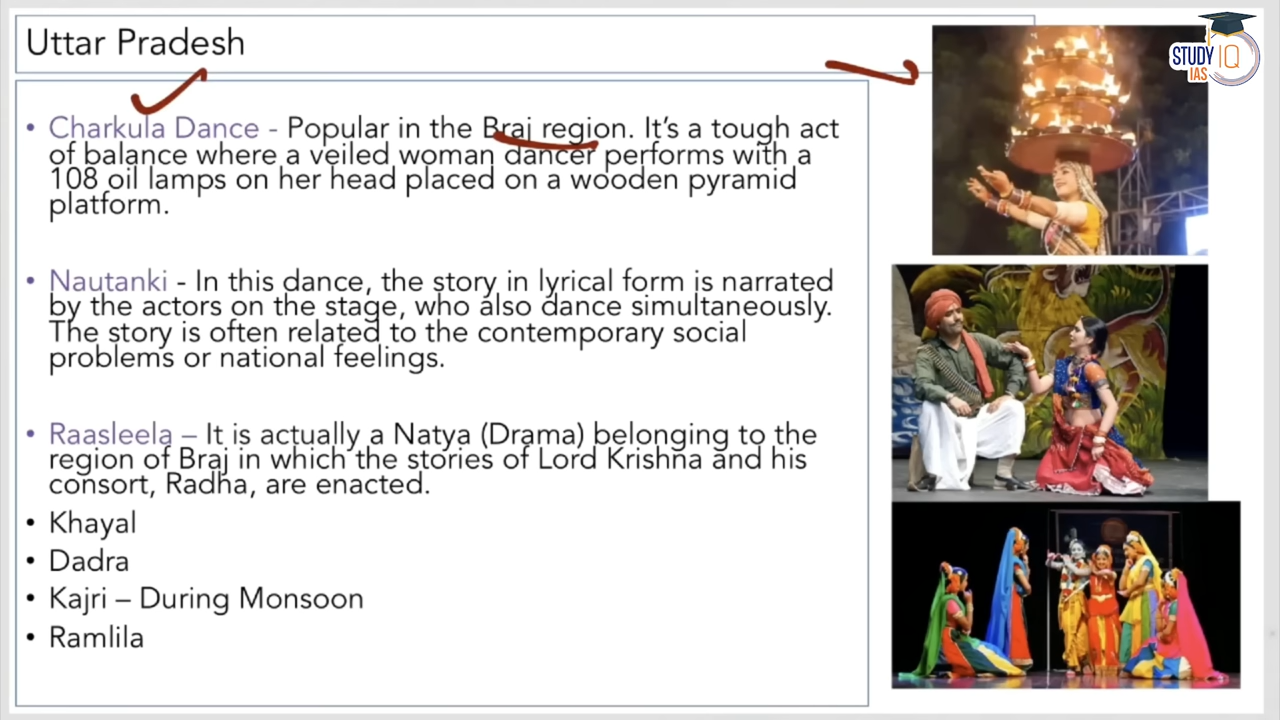 Uttar Pradesh
STUDY IQ
IAS
• Charkula Dance - Popular in the Braj region. It's a tough act
of balance where a veiled woman dancer performs with a
108 oil lamps on her head placed on a wooden pyramid
platform.
• Nautanki - In this dance, the story in lyrical form is narrated
by the actors on the stage, who also dance simultaneously.
The story is often related to the contemporary social
problems or national feelings.
• Raasleela – It is actually a Natya (Drama) belonging to the
region of Braj in which the stories of Lord Krishna and his
consort, Radha, are enacted.
• Khayal
• Dadra
• Kajri – During Monsoon
• Ramlila